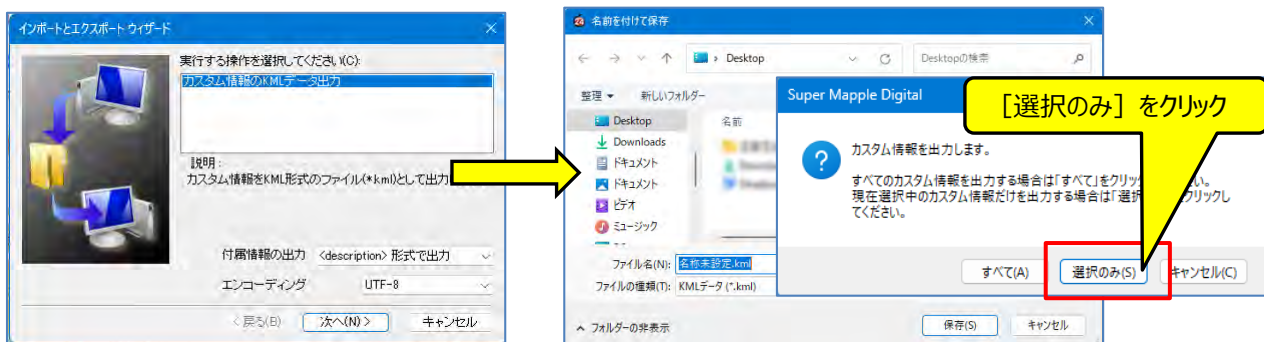 インポートとエクスポート ウィザード
実行する操作を選択してください(C):
カスタム情報のKMLデータ出力
説明:
カスタム情報をKML形式のファイル(*.kml)として出力
付属情報の出力
<description> 形式で出力
エンコーディング
UTF-8
< 戻る(B)
次へ(N) >
キャンセル
名前を付けて保存
Desktop
Desktopの検索
整理
新しいフォルダー
Desktop
Downloads
ドキュメント
ドキュメント
ビデオ
ミュージック
名前
ファイル名(N):
名称未設定.kml
ファイルの種類(T):
KMLデータ (*.kml)
フォルダーの非表示
保存(S)
キャンセル
Super Mapple Digital
カスタム情報を出力します。
すべてのカスタム情報を出力する場合は「すべて」をクリッ
い。
現在選択中のカスタム情報だけを出力する場合は「選択
クリックし
てください。
すべて(A)
選択のみ(S)
キャンセル(C)
[選択のみ] をクリック